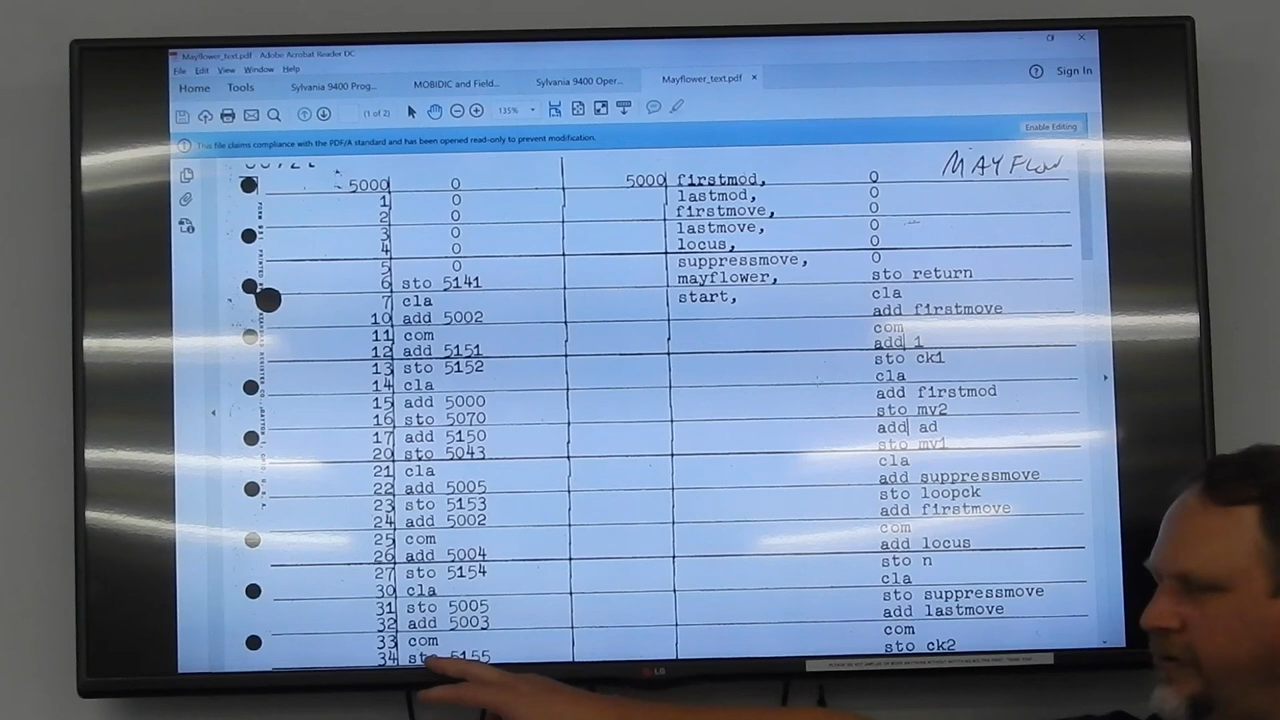 Mayflower_text.pdf - Adobe Acrobat Reader DC
File Edit View Window Help
Home Tools Sylvania 9400 Prog... MOBIDIC and Field... Sylvania 9400 Oper... Mayflower_text.pdf × Sign In
(1 of 2) 135%
This file claims compliance with the PDF/A standard and has been opened read-only to prevent modification. Enable Editing
MAYFLOW
5000 0 5000 firstmod, 0
1 0 lastmod, 0
2 0 firstmove, 0
3 0 lastmove, 0
4 0 locus, 0
5 0 suppressmove, 0
6 sto 5141 mayflower, sto return
7 cla start, cla
10 add 5002 add firstmove
11 com com
12 add 5151 add 1
13 sto 5152 sto ck1
14 cla cla
15 add 5000 add firstmod
16 sto 5070 sto mv2
17 add 5150 add ad
20 sto 5043 sto mv1
21 cla cla
22 add 5005 add suppressmove
23 sto 5153 sto loopck
24 add 5002 add firstmove
25 com com
26 add 5004 add locus
27 sto 5154 sto n
30 cla cla
31 sto 5005 sto suppressmove
32 add 5003 add lastmove
33 com com
34 sto 5155 sto ck2
LG